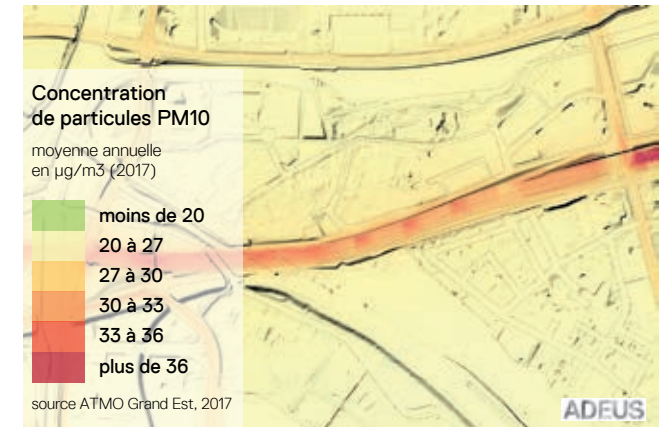 Concentration
de particules PM10
moyenne annuelle
en µg/m3 (2017)
moins de 20
20 à 27
27 à 30
30 à 33
33 à 36
plus de 36
source ATMO Grand Est, 2017
ADEUS